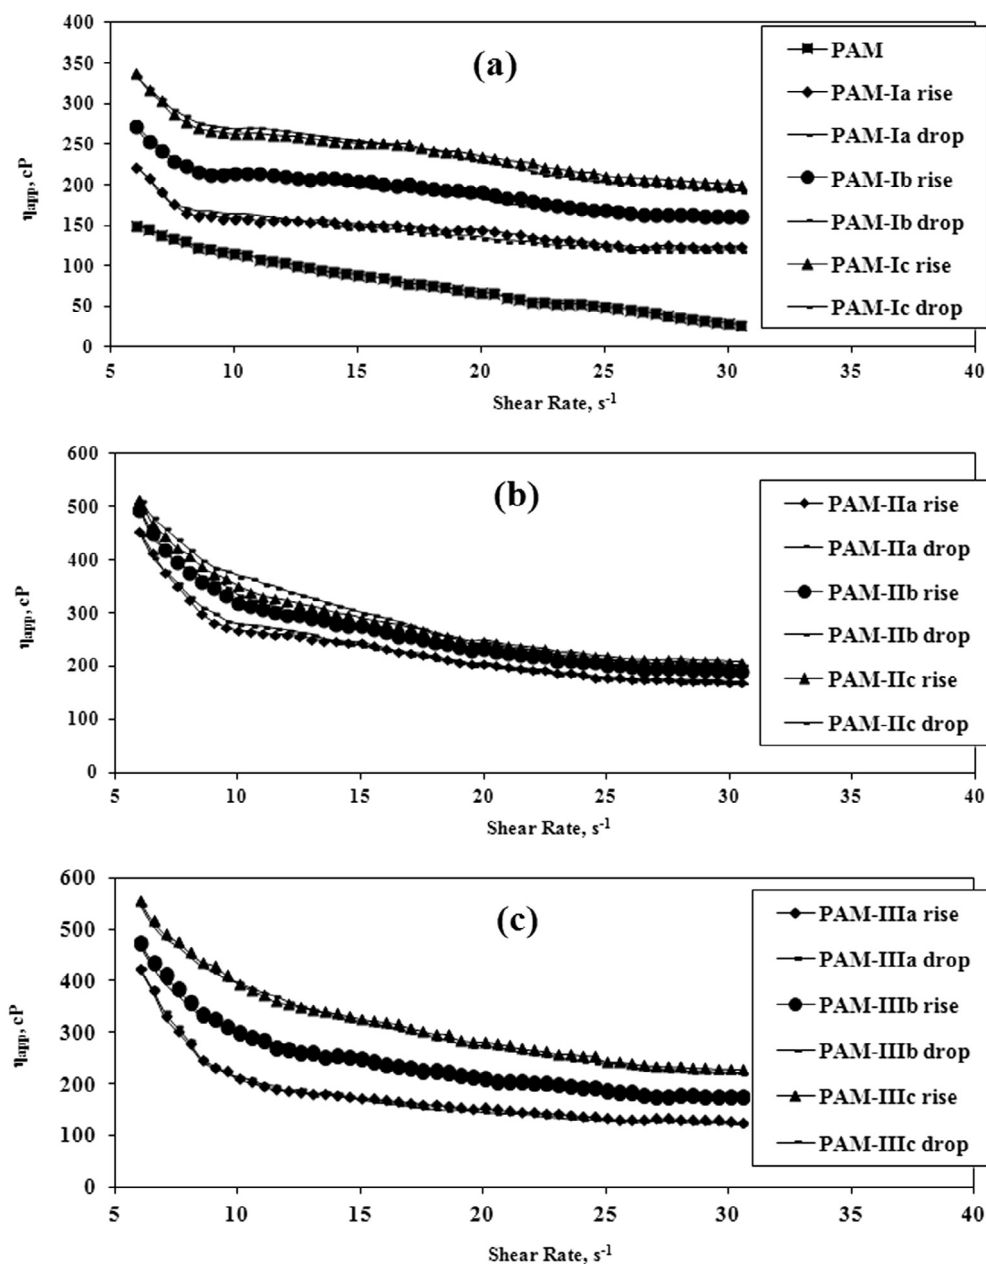 (a)
400
350
300
250
200
150
100
50
0
ηapp, cP
5 10 15 20 25 30 35 40
Shear Rate, s-1
PAM
PAM-Ia rise
PAM-Ia drop
PAM-Ib rise
PAM-Ib drop
PAM-Ic rise
PAM-Ic drop
(b)
600
500
400
300
200
100
0
ηapp, cP
5 10 15 20 25 30 35 40
Shear Rate, s-1
PAM-IIa rise
PAM-IIa drop
PAM-IIb rise
PAM-IIb drop
PAM-IIc rise
PAM-IIc drop
(c)
600
500
400
300
200
100
0
ηapp, cP
5 10 15 20 25 30 35 40
Shear Rate, s-1
PAM-IIIa rise
PAM-IIIa drop
PAM-IIIb rise
PAM-IIIb drop
PAM-IIIc rise
PAM-IIIc drop